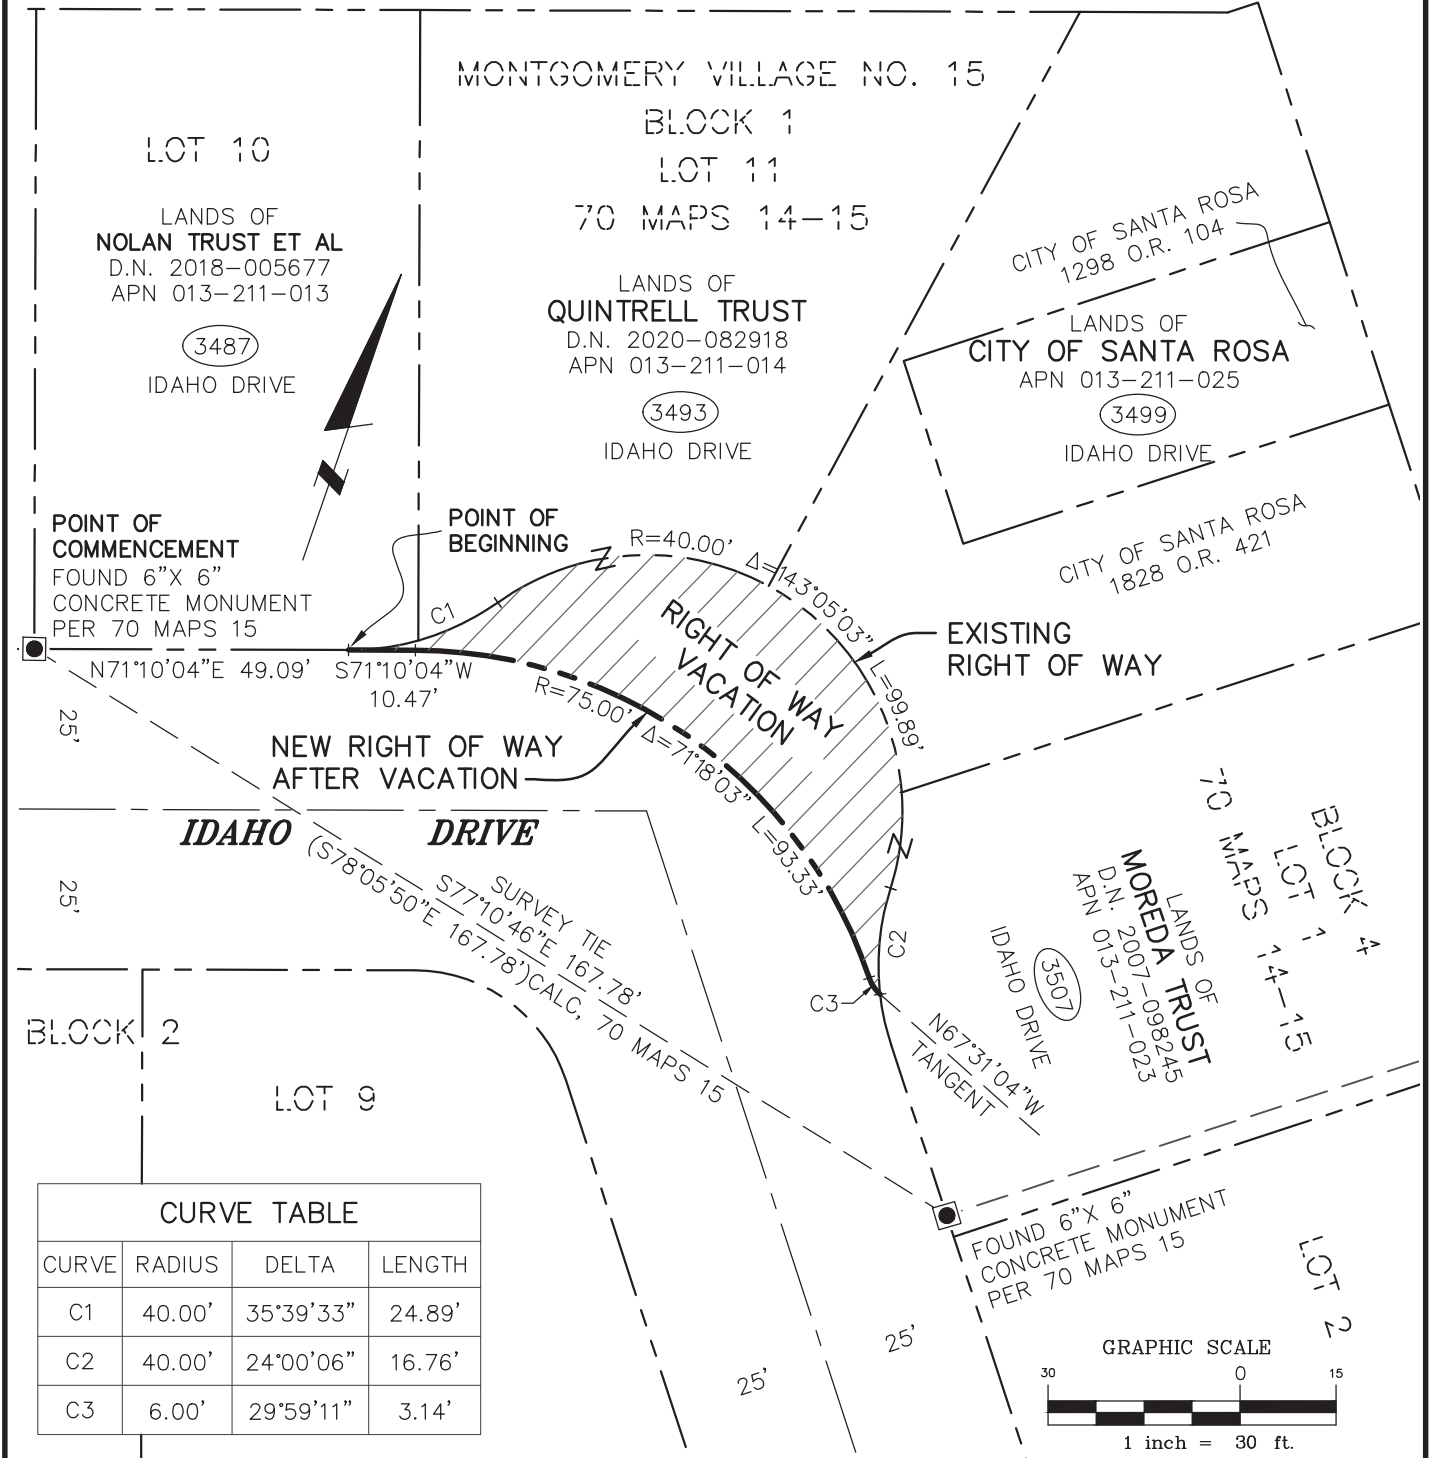 MONTGOMERY VILLAGE NO. 15
BLOCK 1
LOT 11
70 MAPS 14-15
LOT 10
LANDS OF
NOLAN TRUST ET AL
D.N. 2018-005677
APN 013-211-013
3487
IDAHO DRIVE
LANDS OF
QUINTRELL TRUST
D.N. 2020-082918
APN 013-211-014
3493
IDAHO DRIVE
CITY OF SANTA ROSA
1298 O.R. 104
LANDS OF
CITY OF SANTA ROSA
APN 013-211-025
3499
IDAHO DRIVE
CITY OF SANTA ROSA
1828 O.R. 421
POINT OF
COMMENCEMENT
FOUND 6"X 6"
CONCRETE MONUMENT
PER 70 MAPS 15
POINT OF
BEGINNING
N
R=40.00' Δ=143°05'03" L=99.89'
C1
RIGHT OF WAY
VACATION
EXISTING
RIGHT OF WAY
N71°10'04"E 49.09'
S71°10'04"W
10.47'
R=75.00' Δ=71°18'03" L=93.33'
25'
NEW RIGHT OF WAY
AFTER VACATION
IDAHO DRIVE
25'
SURVEY TIE
S77°10'46"E 167.78'
(S78°05'50"E 167.78')CALC, 70 MAPS 15
C2
C3
N67°31'04"W
TANGENT
BLOCK 4
LOT 1
70 MAPS 14-15
LANDS OF
MOREDA TRUST
D.N. 2007-098245
APN 013-211-023
3507
IDAHO DRIVE
BLOCK 2
LOT 9
FOUND 6"X 6"
CONCRETE MONUMENT
PER 70 MAPS 15
LOT 2
25'
25'
CURVE TABLE
CURVE RADIUS DELTA LENGTH
C1 40.00' 35°39'33" 24.89'
C2 40.00' 24°00'06" 16.76'
C3 6.00' 29°59'11" 3.14'
GRAPHIC SCALE
30 0 15
1 inch = 30 ft.